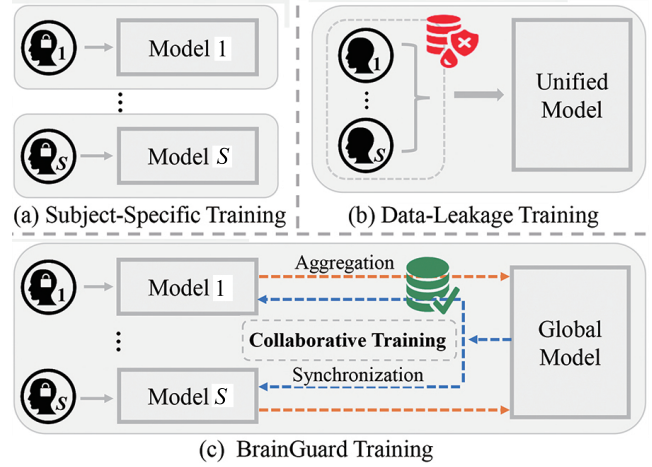 1
Model 1
S
Model S
(a) Subject-Specific Training
1
S
Unified
Model
(b) Data-Leakage Training
1
Model 1
Aggregation
Collaborative Training
Synchronization
S
Model S
Global
Model
(c) BrainGuard Training